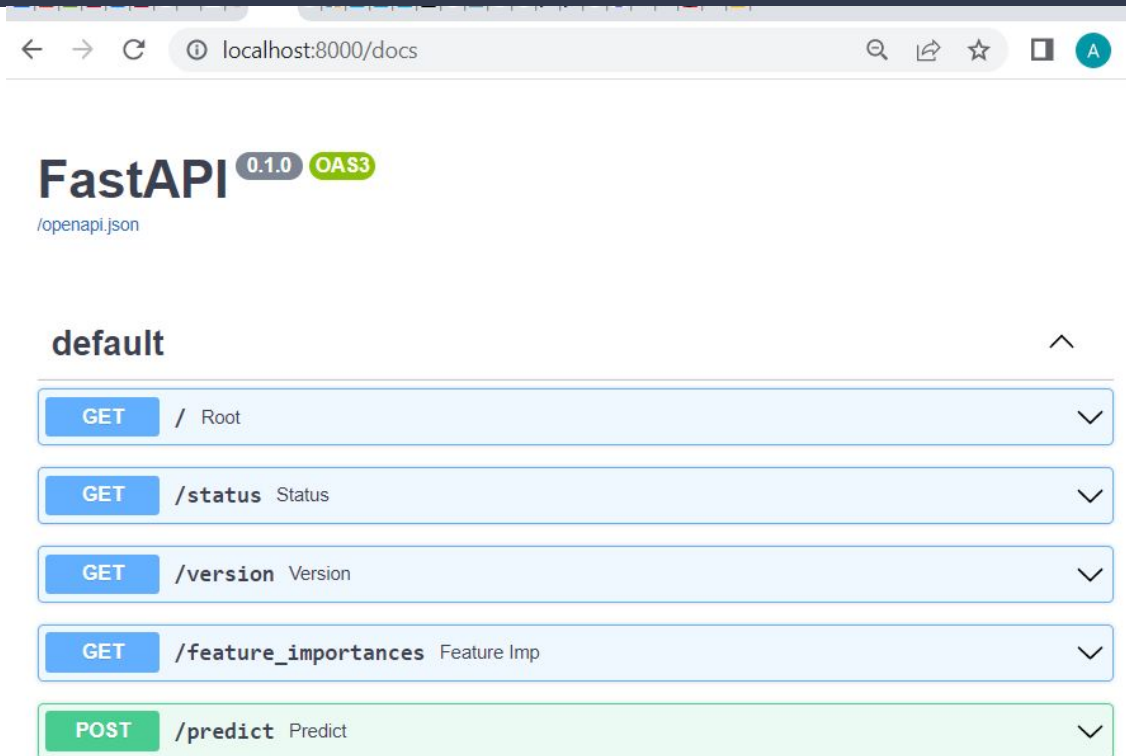 localhost:8000/docs
A
FastAPI 0.1.0 OAS3
/openapi.json
default
GET / Root
GET /status Status
GET /version Version
GET /feature_importances Feature Imp
POST /predict Predict